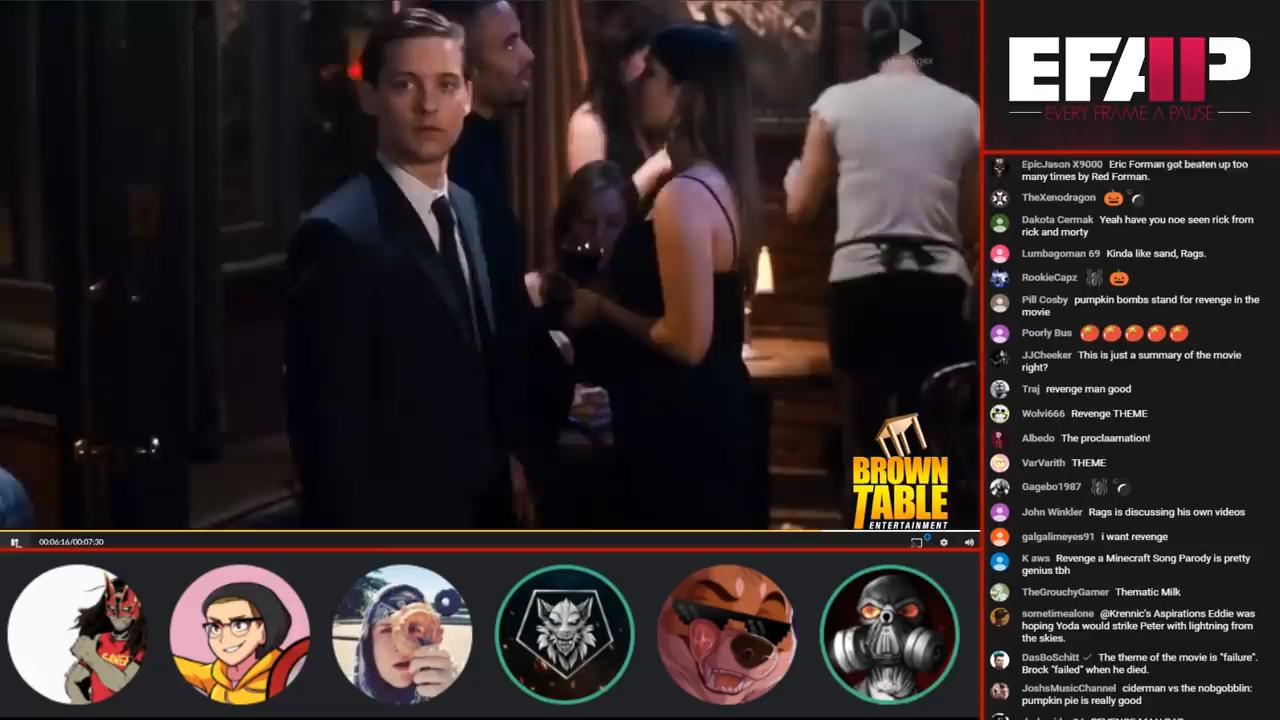 EFAP
EVERY FRAME A PAUSE
EpicJason X9000 Eric Forman got beaten up too
many times by Red Forman.
TheXenodragon
Dakota Cermak Yeah have you noe seen rick from
rick and morty
Lumbagoman 69 Kinda like sand, Rags.
RookieCapz
Pill Cosby pumpkin bombs stand for revenge in the
movie
Poorly Bus
JJCheeker This is just a summary of the movie
right?
Traj revenge man good
Wolvi666 Revenge THEME
Albedo The proclaamation!
VarVarith THEME
Gagebo1987
John Winkler Rags is discussing his own videos
galgalimeyes91 i want revenge
K aws Revenge a Minecraft Song Parody is pretty
genius tbh
TheGrouchyGamer Thematic Milk
sometimealone @Krennic's Aspirations Eddie was
hoping Yoda would strike Peter with lightning from
the skies.
DasBoSchitt The theme of the movie is "failure".
Brock "failed" when he died.
JoshsMusicChannel ciderman vs the nobgobblin:
pumpkin pie is really good
BROWN
TABLE
ENTERTAINMENT
00:06:16/00:07:30